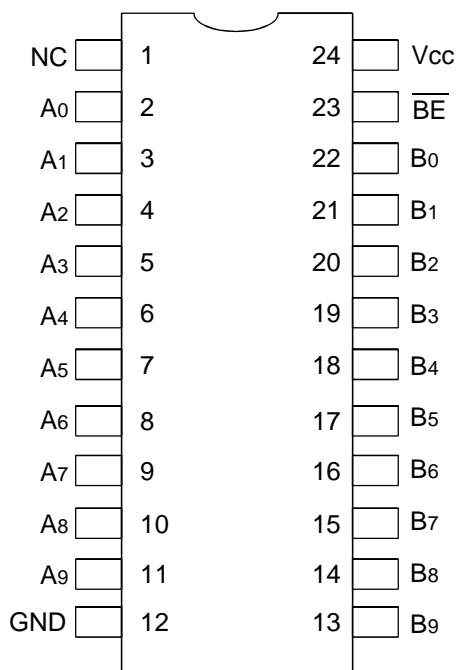 NC 1 24 Vcc
A0 2 23 BE
A1 3 22 B0
A2 4 21 B1
A3 5 20 B2
A4 6 19 B3
A5 7 18 B4
A6 8 17 B5
A7 9 16 B6
A8 10 15 B7
A9 11 14 B8
GND 12 13 B9